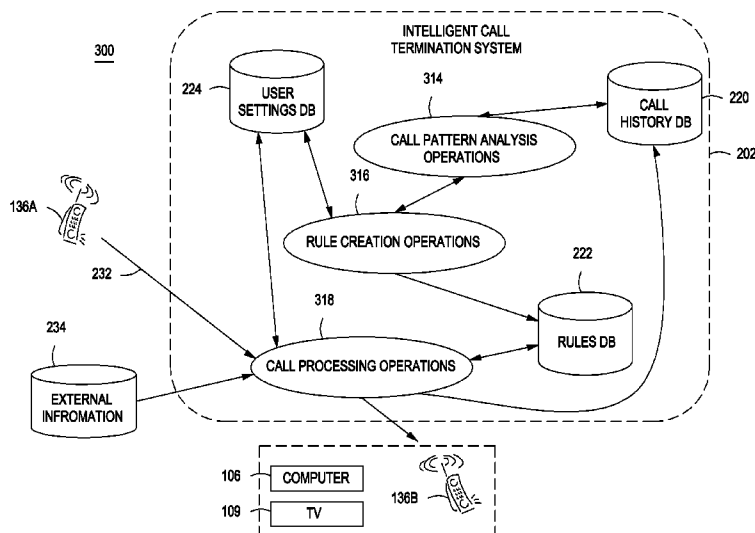 INTELLIGENT CALL
TERMINATION SYSTEM
300
224
USER
SETTINGS DB
314
CALL
HISTORY DB
220
CALL PATTERN ANALYSIS
OPERATIONS
202
136A
316
RULE CREATION OPERATIONS
232
222
318
RULES DB
234
CALL PROCESSING OPERATIONS
EXTERNAL
INFROMATION
106
COMPUTER
136B
109
TV